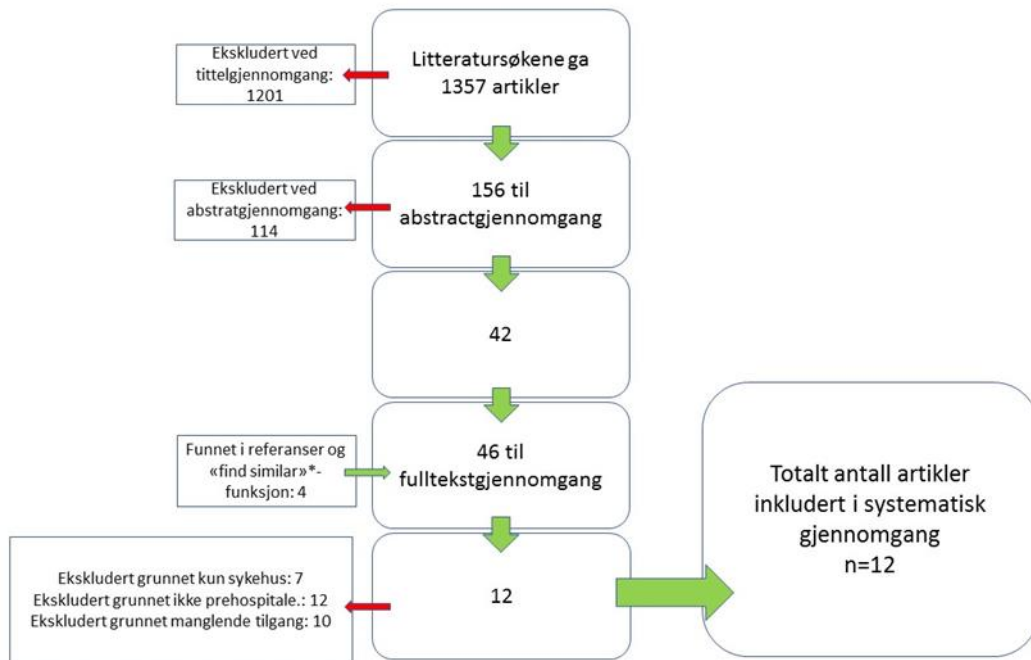 Ekskludert ved
tittelgjennomgang:
1201
Litteratursøkene ga
1357 artikler
Ekskludert ved
abstratgjennomgang:
114
156 til
abstractgjennomgang
42
Funnet i referanser og
«find similar»*-
funksjon: 4
46 til
fulltekstgjennomgang
Ekskludert grunnet kun sykehus: 7
Ekskludert grunnet ikke prehospitale.: 12
Ekskludert grunnet manglende tilgang: 10
12
Totalt antall artikler
inkludert i systematisk
gjennomgang
n=12